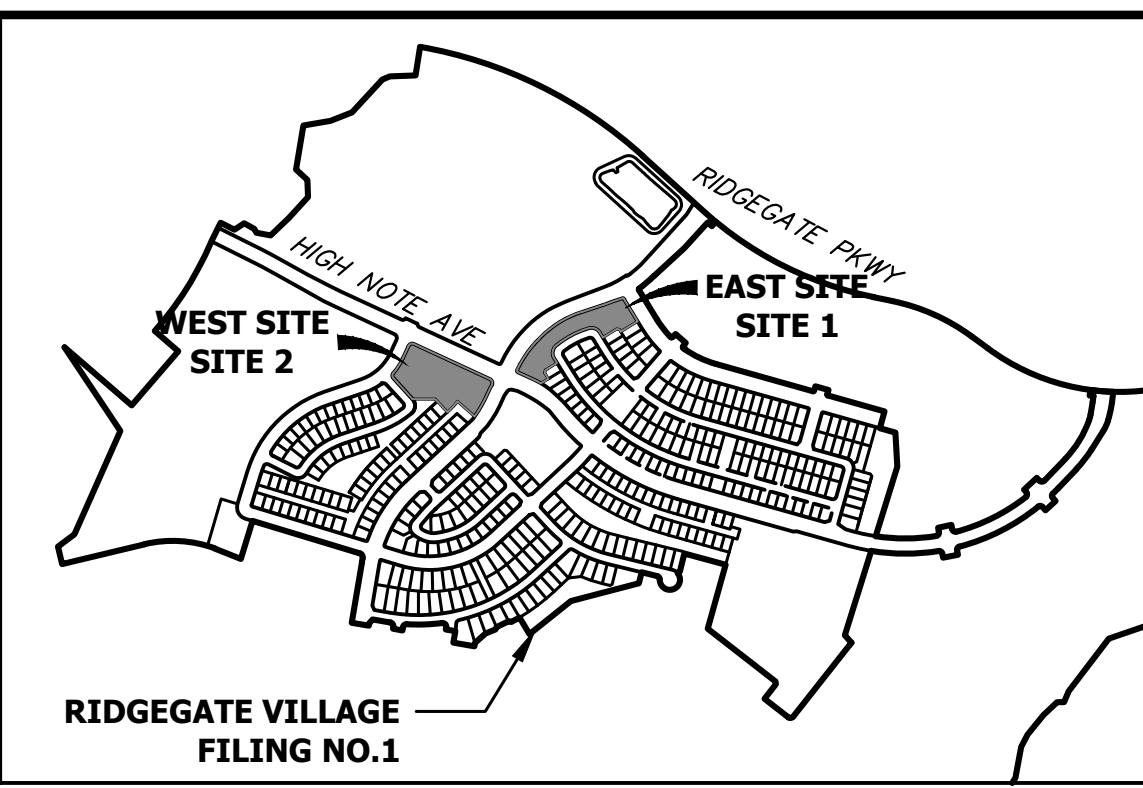 RIDGEGATE PKWY
HIGH NOTE AVE
EAST SITE
SITE 1
WEST SITE
SITE 2
RIDGEGATE VILLAGE
FILING NO.1